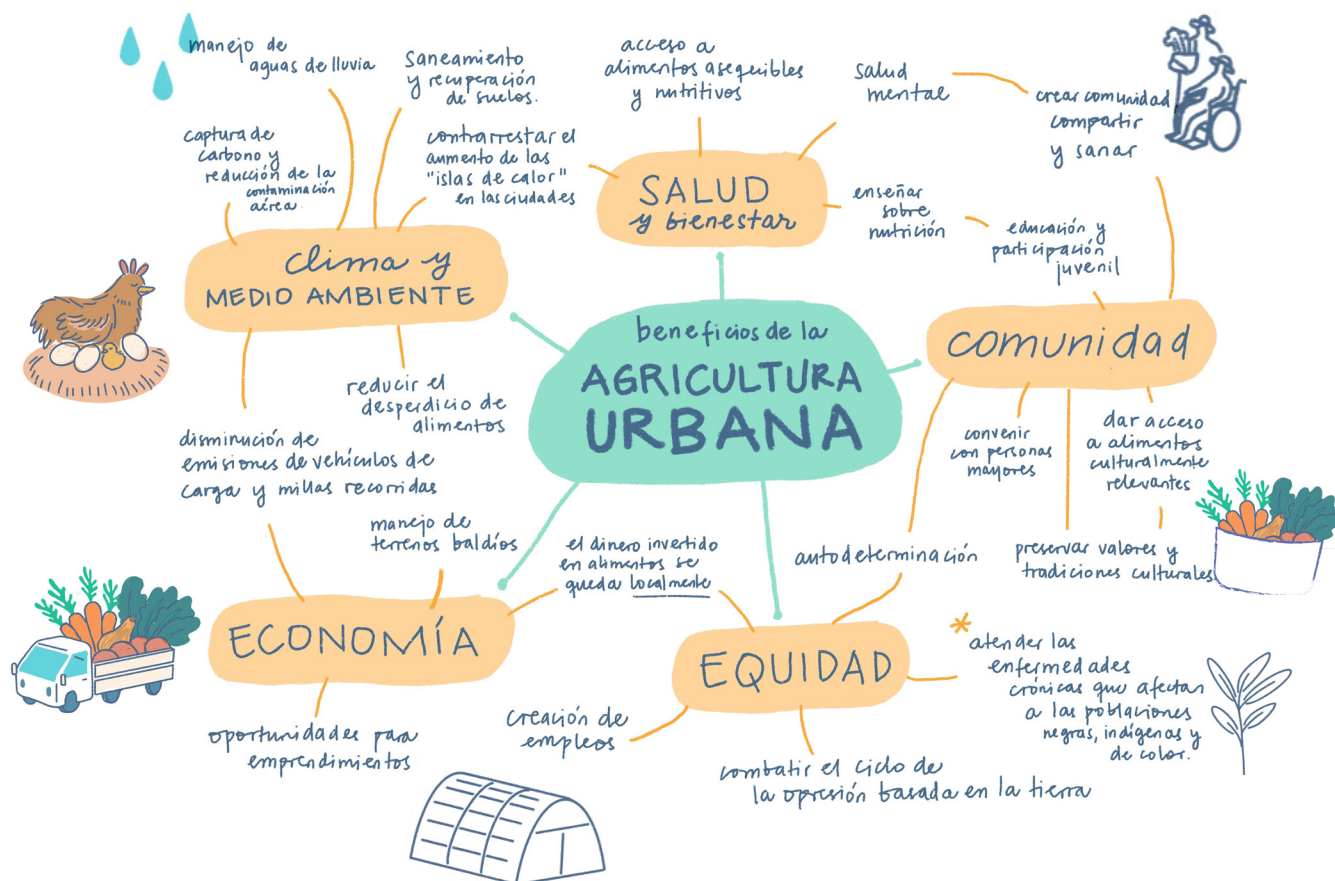 manejo de
aguas de lluvia
saneamiento
y recuperación
de suelos.
captura de
carbono y
reducción de la
contaminación
aérea.
contrarrestar el
aumento de las
"islas de calor"
en las ciudades
clima y
MEDIO AMBIENTE
reducir el
desperdicio de
alimentos
disminución de
emisiones de vehículos de
carga y millas recorridas
acceso a
alimentos asequibles
y nutritivos
salud
mental
crear comunidad,
compartir
y sanar
SALUD
y bienestar
enseñar
sobre
nutrición
educación y
participación
juvenil
beneficios de la
AGRICULTURA
URBANA
comunidad
convenir
con personas
mayores
dar acceso
a alimentos
culturalmente
relevantes
preservar valores y
tradiciones culturales
autodeterminación
manejo de
terrenos baldíos
el dinero invertido
en alimentos se
queda localmente
ECONOMÍA
oportunidades para
emprendimientos
EQUIDAD
creación de
empleos
combatir el ciclo de
la opresión basada en la tierra
*
atender las
enfermedades
crónicas que afectan
a las poblaciones
negras, indígenas y
de color.